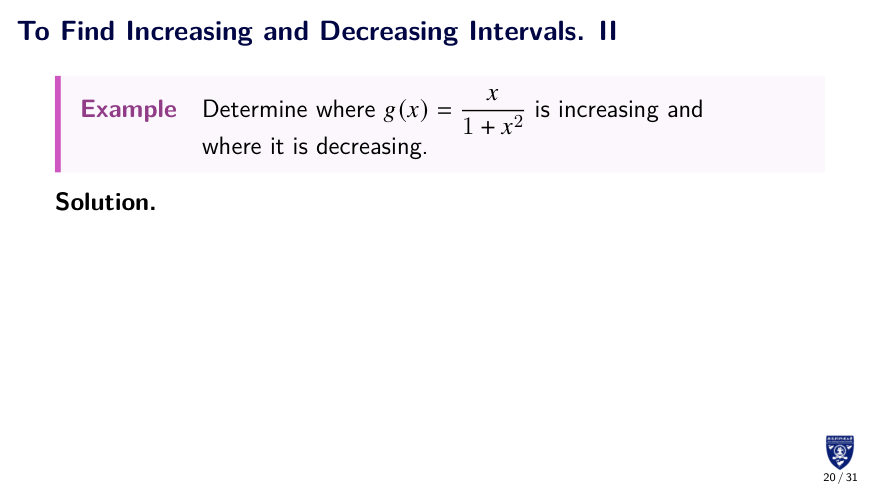 To Find Increasing and Decreasing Intervals. II
Example Determine where g(x) = x / (1 + x²) is increasing and
where it is decreasing.
Solution.
20 / 31